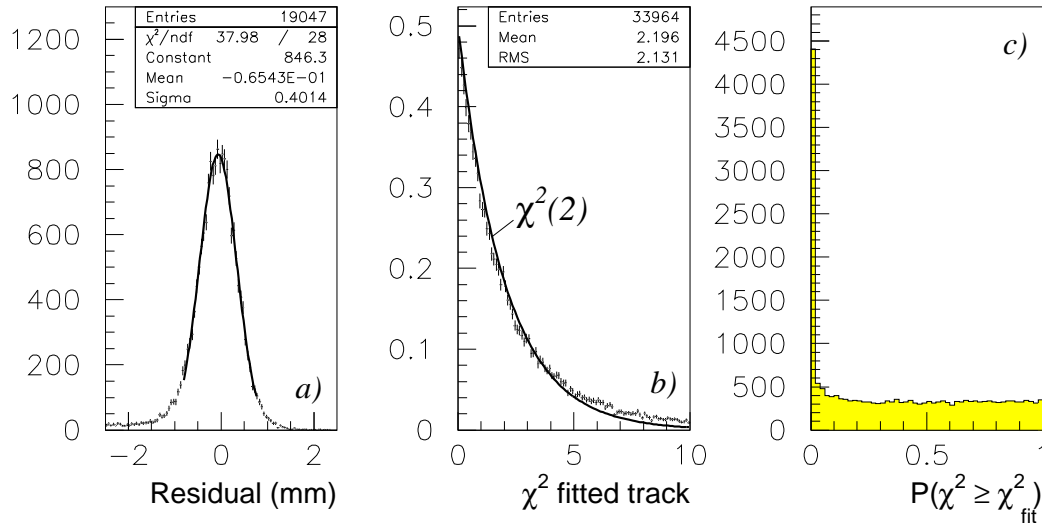 Entries 19047
χ²/ndf 37.98 / 28
Constant 846.3
Mean −0.6543E−01
Sigma 0.4014
1200
1000
800
600
400
200
0
−2 0 2
a)
Residual (mm)
Entries 33964
Mean 2.196
RMS 2.131
0.5
0.4
0.3
0.2
0.1
0
0 5 10
χ²(2)
b)
χ² fitted track
c)
4500
4000
3500
3000
2500
2000
1500
1000
500
0
0 0.5 1
P(χ² ≥ χ²fit)